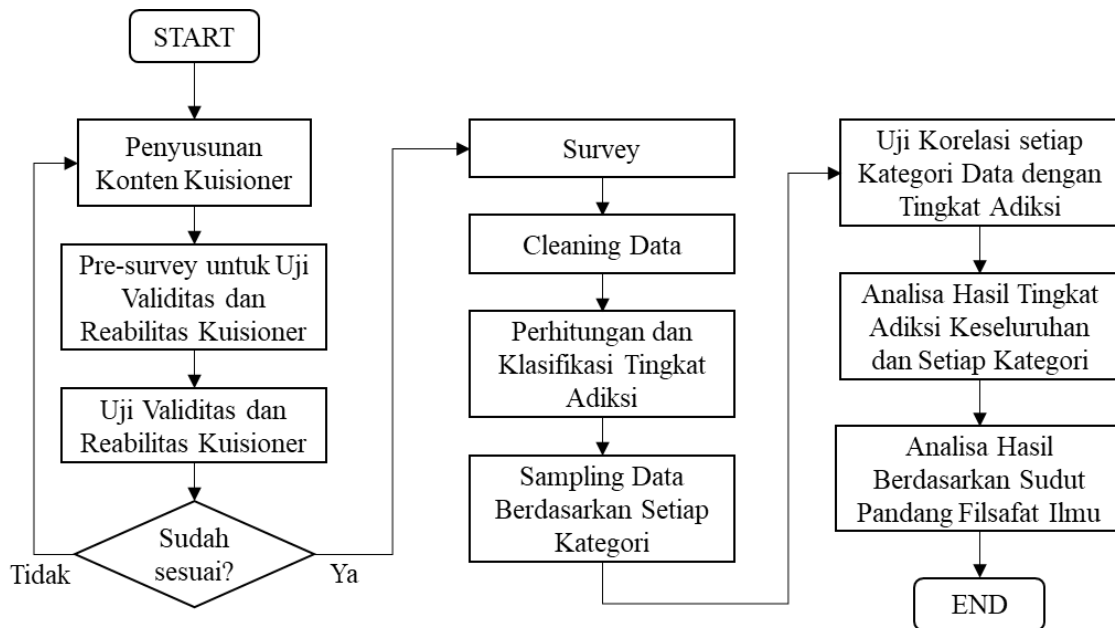 START
Penyusunan
Konten Kuisioner
Pre-survey untuk Uji
Validitas dan
Reabilitas Kuisioner
Uji Validitas dan
Reabilitas Kuisioner
Sudah
sesuai?
Tidak
Ya
Survey
Cleaning Data
Perhitungan dan
Klasifikasi Tingkat
Adiksi
Sampling Data
Berdasarkan Setiap
Kategori
Uji Korelasi setiap
Kategori Data dengan
Tingkat Adiksi
Analisa Hasil Tingkat
Adiksi Keseluruhan
dan Setiap Kategori
Analisa Hasil
Berdasarkan Sudut
Pandang Filsafat Ilmu
END